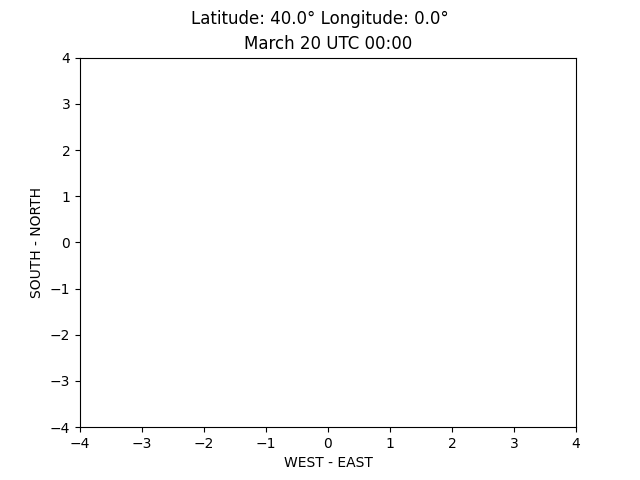 Latitude: 40.0° Longitude: 0.0°
March 20 UTC 00:00
4
3
2
1
0
−1
−2
−3
−4
SOUTH - NORTH
−4 −3 −2 −1 0 1 2 3 4
WEST - EAST